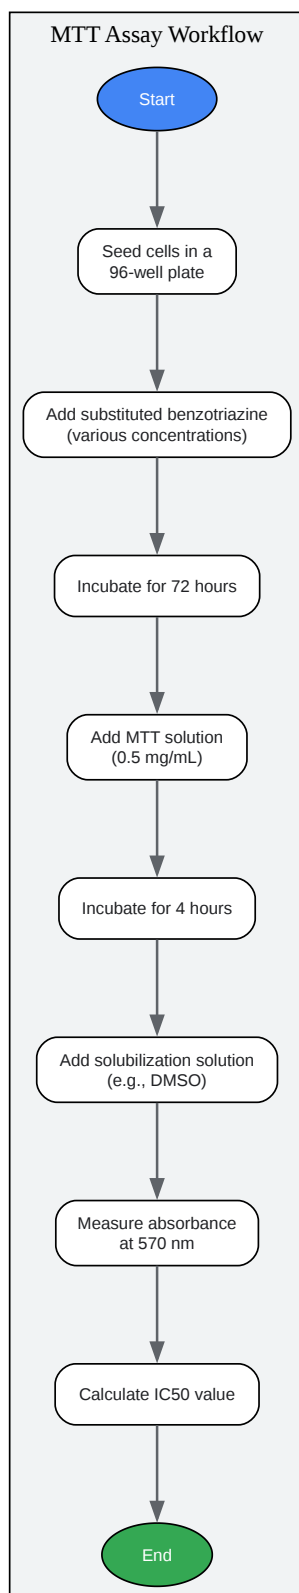 MTT Assay Workflow
Start
Seed cells in a
96-well plate
Add substituted benzotriazine
(various concentrations)
Incubate for 72 hours
Add MTT solution
(0.5 mg/mL)
Incubate for 4 hours
Add solubilization solution
(e.g., DMSO)
Measure absorbance
at 570 nm
Calculate IC50 value
End